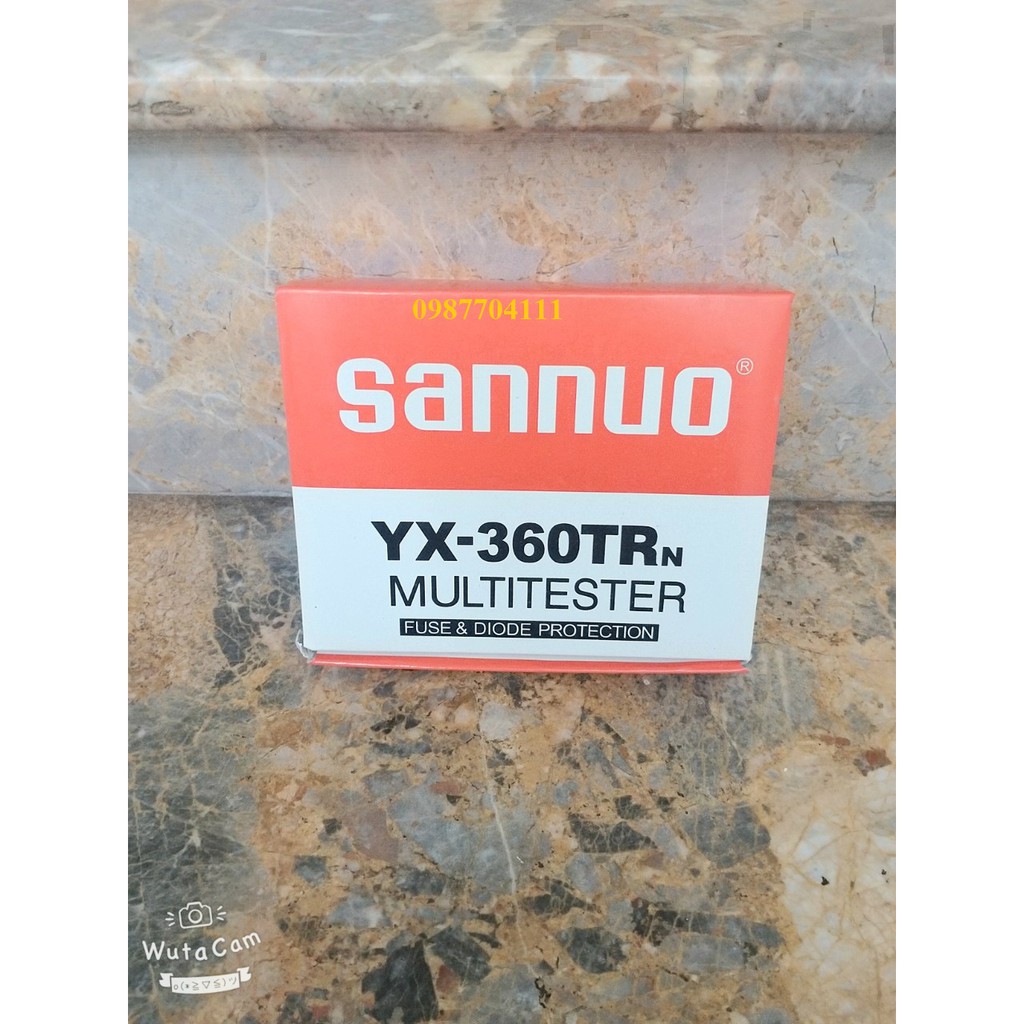 0987704111
sannuo®
YX-360TRN
MULTITESTER
FUSE & DIODE PROTECTION
WutaCam